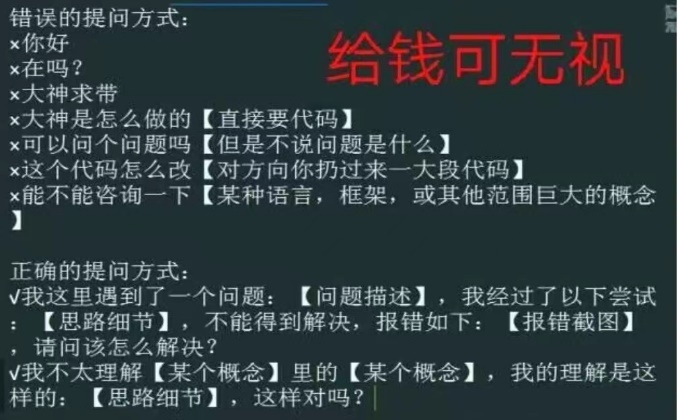 错误的提问方式：
×你好
×在吗？
给钱可无视
×大神求带
×大神是怎么做的【直接要代码】
×可以问个问题吗【但是不说问题是什么】
×这个代码怎么改【对方向你扔过来一大段代码】
×能不能咨询一下【某种语言，框架，或其他范围巨大的概念
】
正确的提问方式：
√我这里遇到了一个问题：【问题描述】，我经过了以下尝试
：【思路细节】，不能得到解决，报错如下：【报错截图】
，请问该怎么解决？
√我不太理解【某个概念】里的【某个概念】，我的理解是这
样的：【思路细节】，这样对吗？